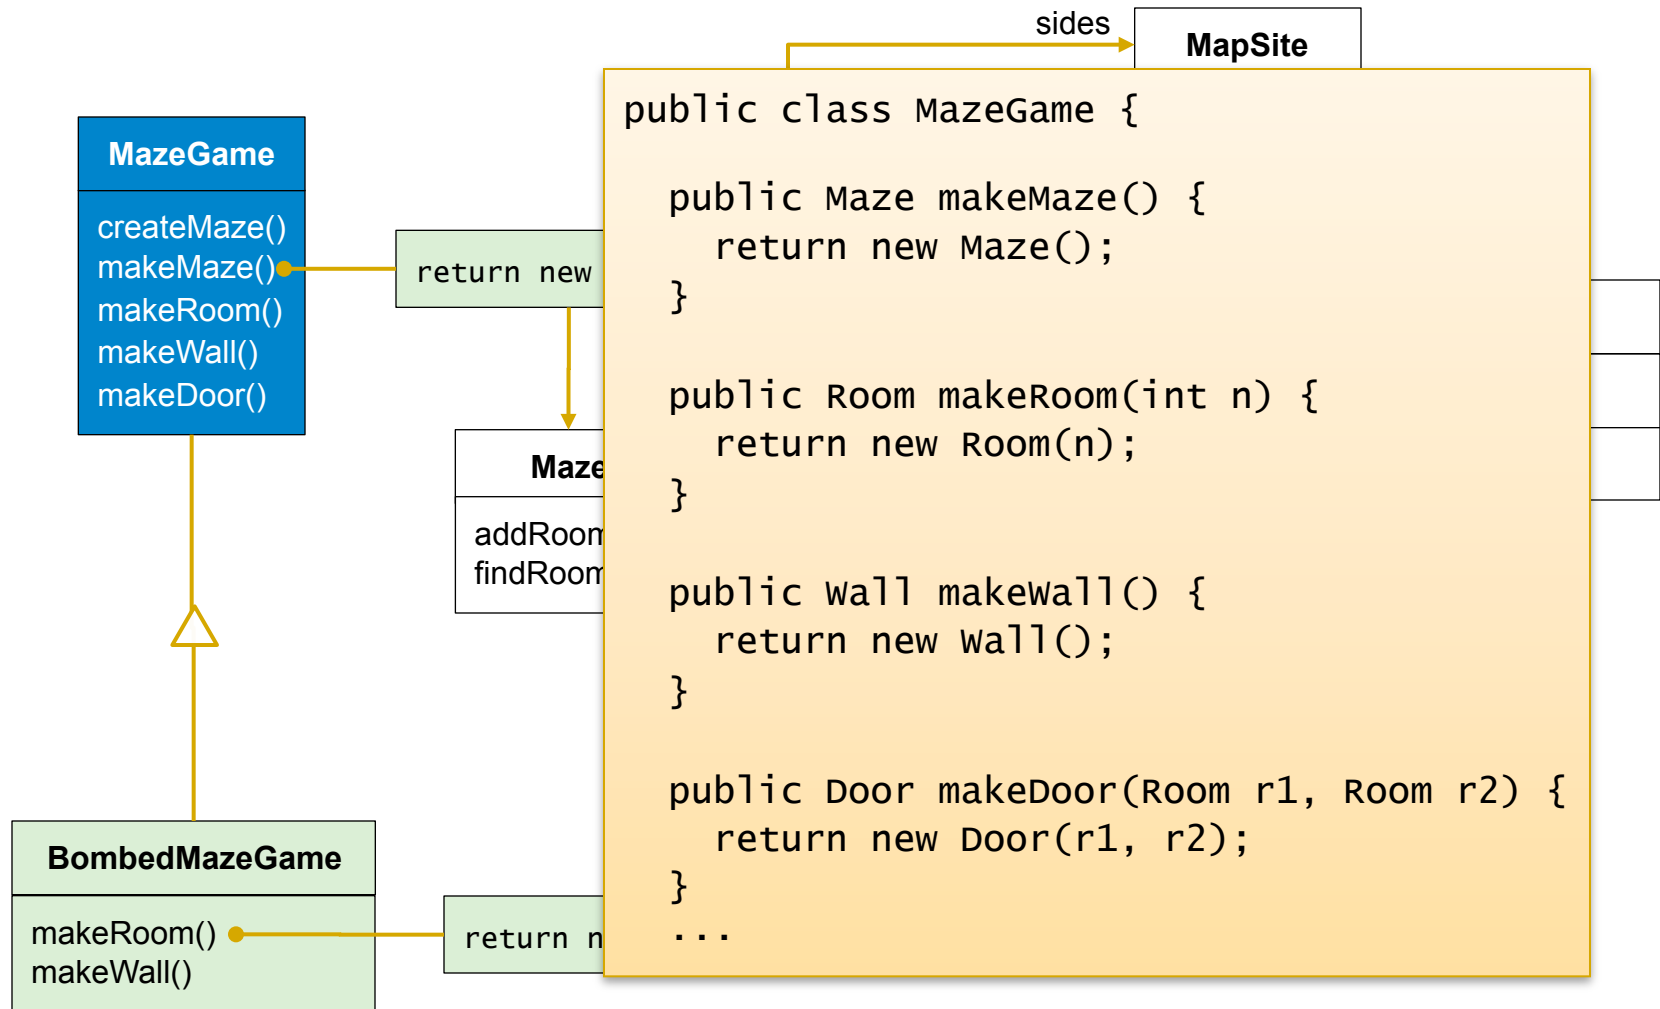 sides
MapSite
MazeGame
createMaze()
makeMaze()
makeRoom()
makeWall()
makeDoor()
return new
Maze
addRoom
findRoom
BombedMazeGame
makeRoom()
makeWall()
return n
public class MazeGame {
public Maze makeMaze() {
return new Maze();
}
public Room makeRoom(int n) {
return new Room(n);
}
public Wall makeWall() {
return new Wall();
}
public Door makeDoor(Room r1, Room r2) {
return new Door(r1, r2);
}
...